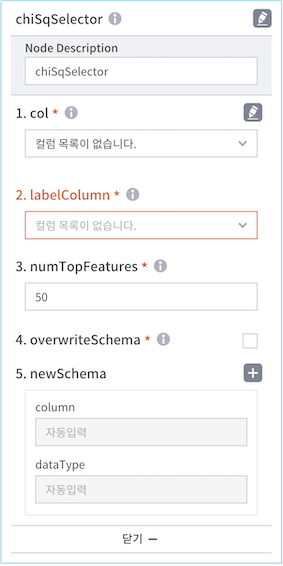 chiSqSelector
Node Description
chiSqSelector
1. col *
컬럼 목록이 없습니다.
2. labelColumn *
컬럼 목록이 없습니다.
3. numTopFeatures *
50
4. overwriteSchema *
5. newSchema
column
자동입력
dataType
자동입력
닫기